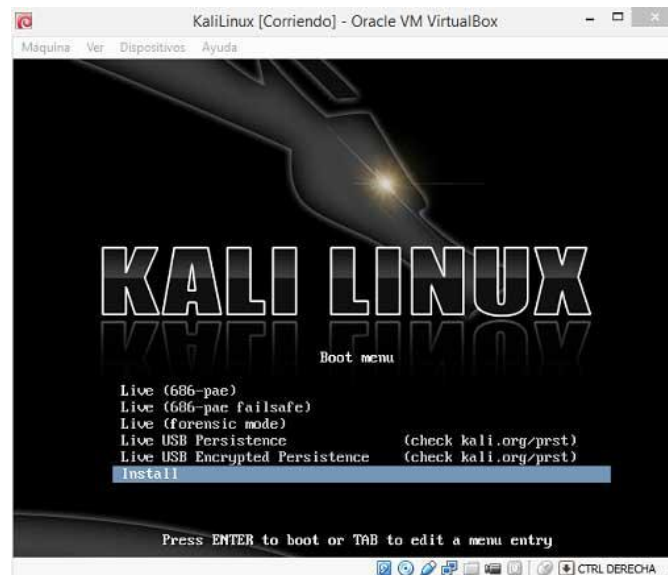 KaliLinux [Corriendo] - Oracle VM VirtualBox
Máquina Ver Dispositivos Ayuda
KALI LINUX
Boot menu
Live (686-pae)
Live (686-pae failsafe)
Live (forensic mode)
Live USB Persistence (check kali.org/prst)
Live USB Encrypted Persistence (check kali.org/prst)
Install
Press ENTER to boot or TAB to edit a menu entry
CTRL DERECHA